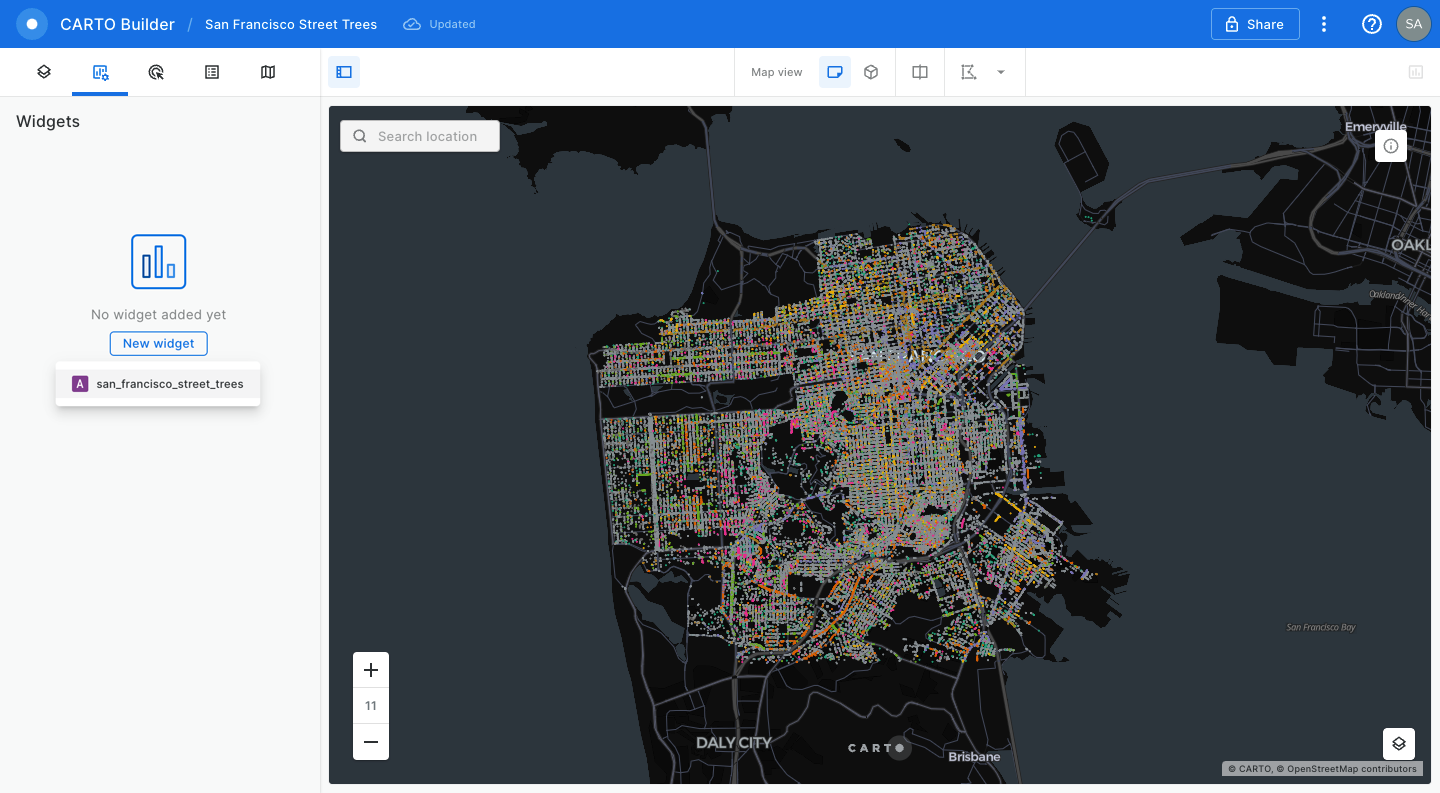 CARTO Builder / San Francisco Street Trees Updated Share SA
Map view
Widgets
No widget added yet
New widget
A san_francisco_street_trees
Search location
Emeryville
OAKL
Oakland Inner Har
SAN FRANCISCO
San Francisco Bay
11
DALY CITY
CARTO
Brisbane
© CARTO, © OpenStreetMap contributors